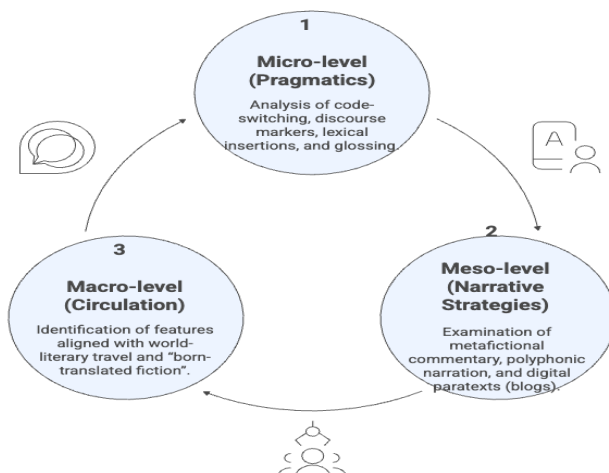 1
Micro-level
(Pragmatics)
Analysis of code-
switching, discourse
markers, lexical
insertions, and glossing.
A
2
Meso-level
(Narrative
Strategies)
Examination of
metafictional
commentary, polyphonic
narration, and digital
paratexts (blogs).
3
Macro-level
(Circulation)
Identification of features
aligned with world-
literary travel and “born-
translated fiction”.